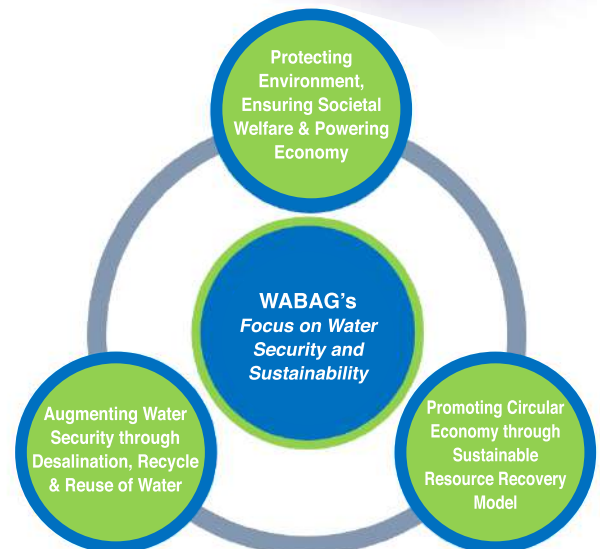 Protecting
Environment,
Ensuring Societal
Welfare & Powering
Economy
WABAG's
Focus on Water
Security and
Sustainability
Augmenting Water
Security through
Desalination, Recycle
& Reuse of Water
Promoting Circular
Economy through
Sustainable
Resource Recovery
Model